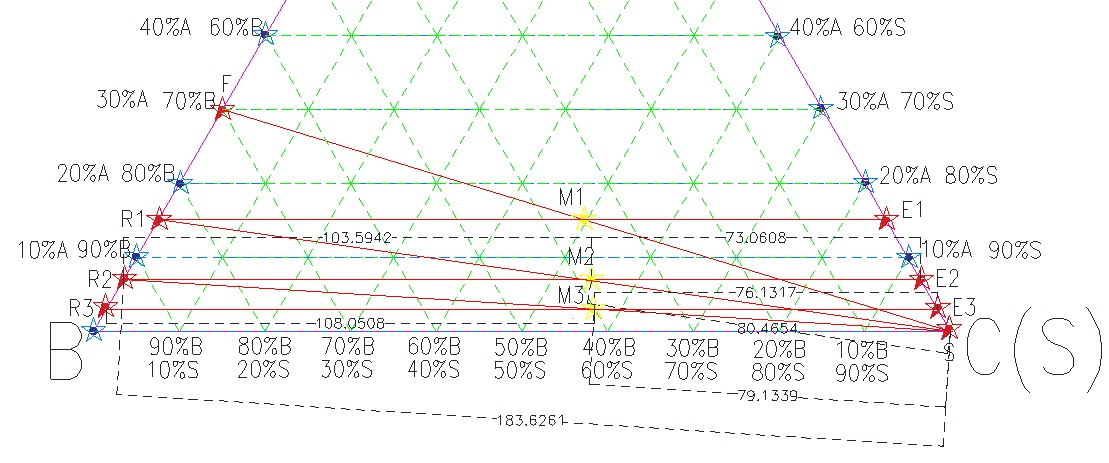 40%A 60%B
40%A 60%S
F
30%A 70%B
30%A 70%S
20%A 80%B
20%A 80%S
M1
R1
E1
103.5942
73.0608
10%A 90%B
10%A 90%S
M2
R2
E2
76.1317
M3
R3
E3
108.0508
80.4654
B
S
C(S)
90%B 80%B 70%B 60%B 50%B 40%B 30%B 20%B 10%B
10%S 20%S 30%S 40%S 50%S 60%S 70%S 80%S 90%S
79.1339
183.6261